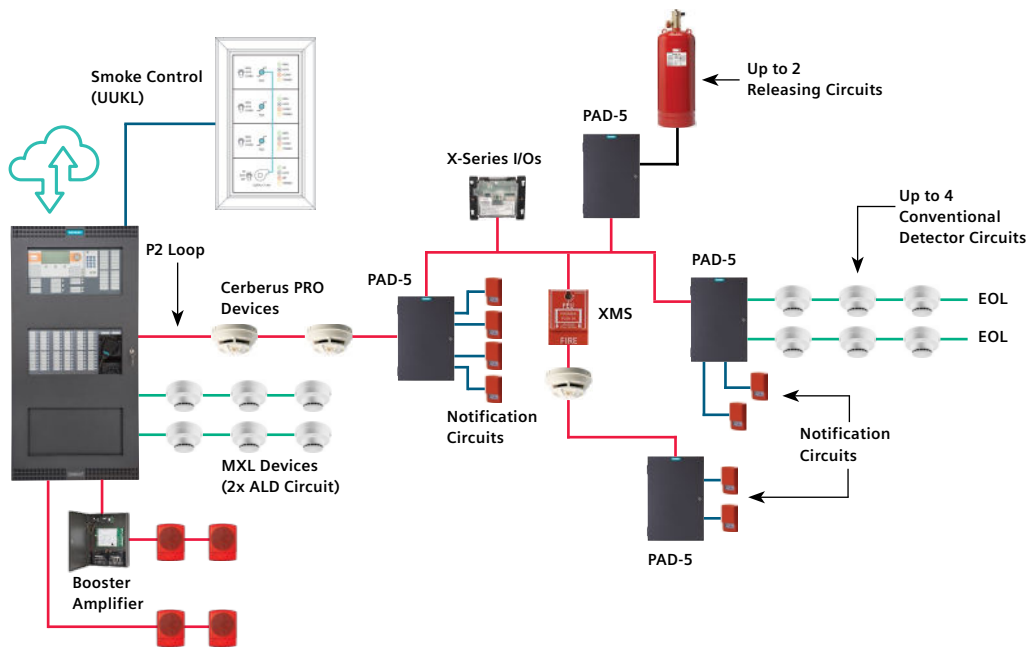 Smoke Control
(UUKL)
Up to 2
Releasing Circuits
PAD-5
X-Series I/Os
Up to 4
Conventional
Detector Circuits
P2 Loop
Cerberus PRO
Devices
PAD-5
PAD-5
XMS
FIRE
EOL
EOL
Notification
Circuits
Notification
Circuits
MXL Devices
(2x ALD Circuit)
PAD-5
Booster
Amplifier